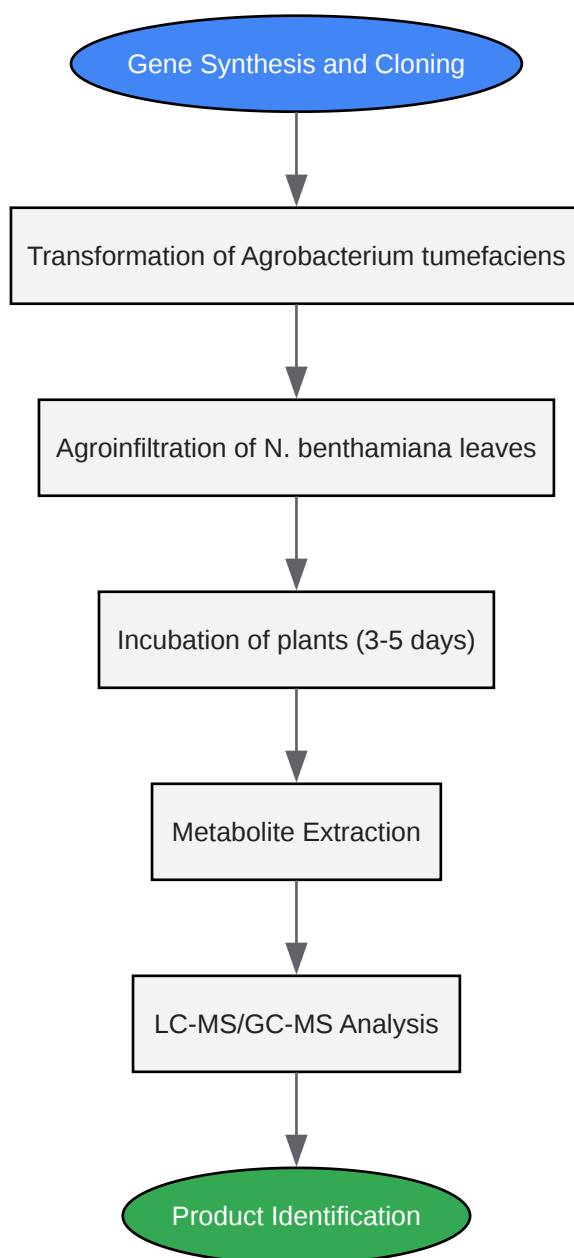 Gene Synthesis and Cloning
Transformation of Agrobacterium tumefaciens
Agroinfiltration of N. benthamiana leaves
Incubation of plants (3-5 days)
Metabolite Extraction
LC-MS/GC-MS Analysis
Product Identification